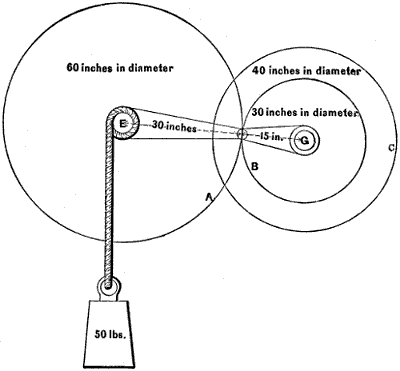 60 inches in diameter
40 inches in diameter
30 inches in diameter
E
30 inches
15 in.
G
B
C
A
50 lbs.